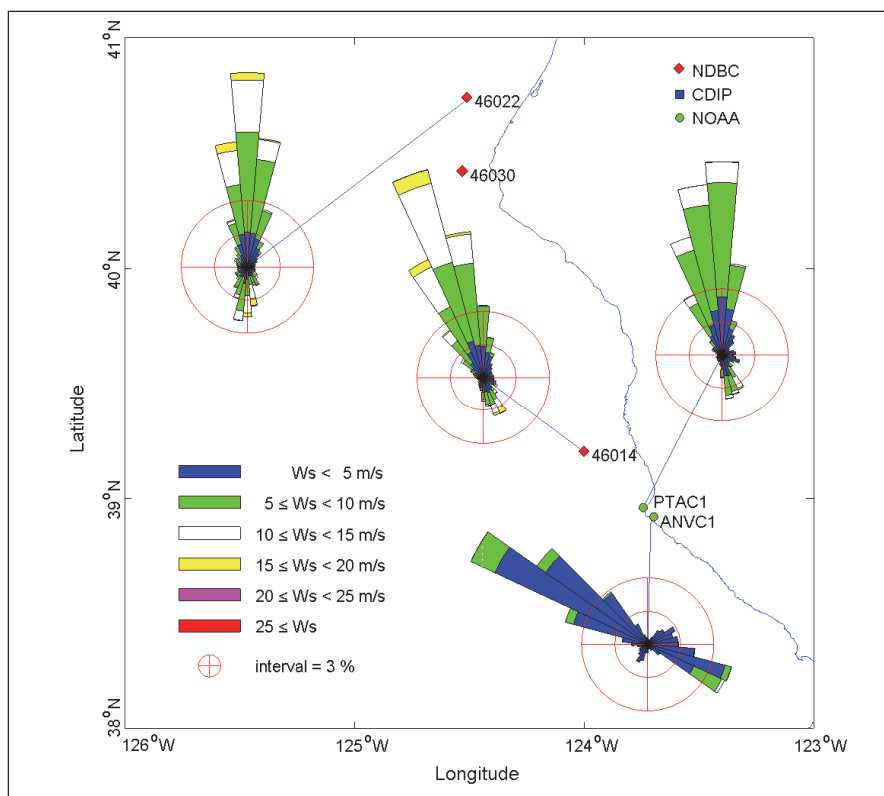 41°N
40°N
39°N
38°N
Latitude
126°W
125°W
124°W
123°W
Longitude
NDBC
CDIP
NOAA
46022
46030
46014
PTAC1
ANVC1
Ws < 5 m/s
5 ≤ Ws < 10 m/s
10 ≤ Ws < 15 m/s
15 ≤ Ws < 20 m/s
20 ≤ Ws < 25 m/s
25 ≤ Ws
interval = 3 %